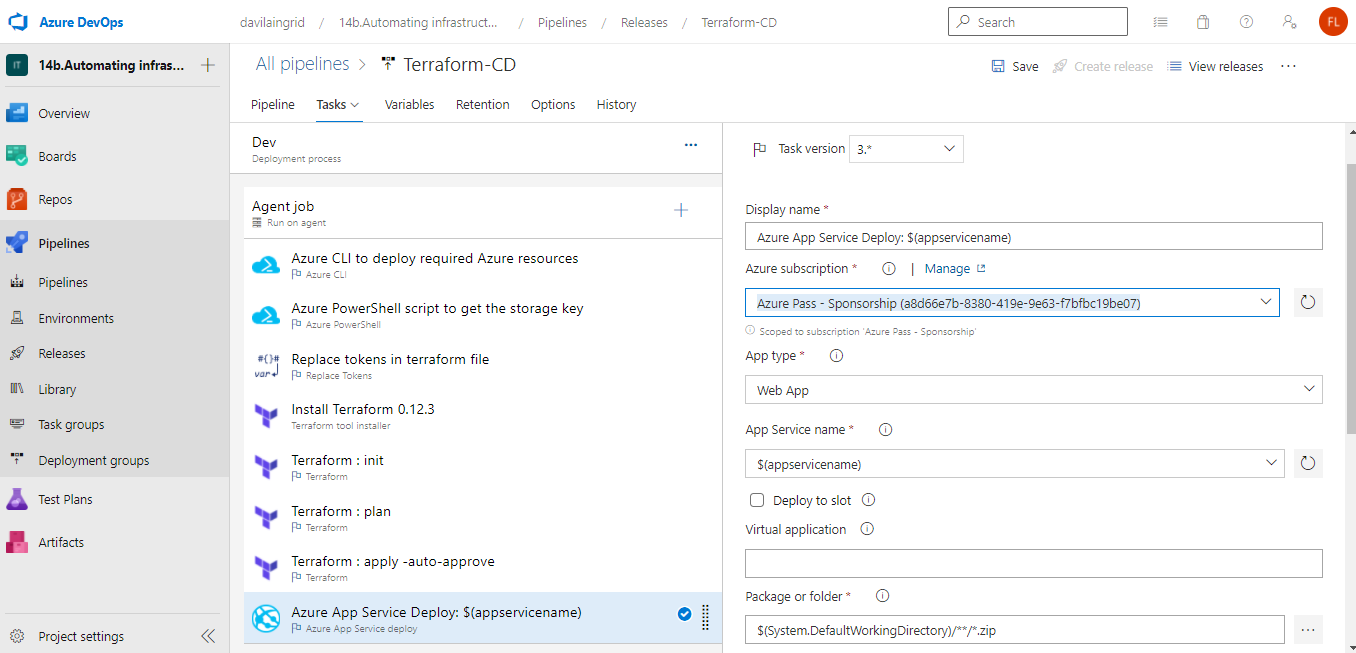 Azure DevOps
davilaingrid / 14b.Automating infrastruct... / Pipelines / Releases / Terraform-CD
Search
FL
IT
14b.Automating infras...
Overview
Boards
Repos
Pipelines
Pipelines
Environments
Releases
Library
Task groups
Deployment groups
Test Plans
Artifacts
Project settings
All pipelines > Terraform-CD
Save
Create release
View releases
...
Pipeline
Tasks
Variables
Retention
Options
History
Dev
Deployment process
...
Agent job
Run on agent
Azure CLI to deploy required Azure resources
Azure CLI
Azure PowerShell script to get the storage key
Azure PowerShell
#{}#
var
Replace tokens in terraform file
Replace Tokens
Install Terraform 0.12.3
Terraform tool installer
Terraform : init
Terraform
Terraform : plan
Terraform
Terraform : apply -auto-approve
Terraform
Azure App Service Deploy: $(appservicename)
Azure App Service deploy
Task version
3.*
Display name *
Azure App Service Deploy: $(appservicename)
Azure subscription * | Manage
Azure Pass - Sponsorship (a8d66e7b-8380-419e-9e63-f7bfbc19be07)
Scoped to subscription 'Azure Pass - Sponsorship'
App type *
Web App
App Service name *
$(appservicename)
Deploy to slot
Virtual application
Package or folder *
$(System.DefaultWorkingDirectory)/**/*.zip
...